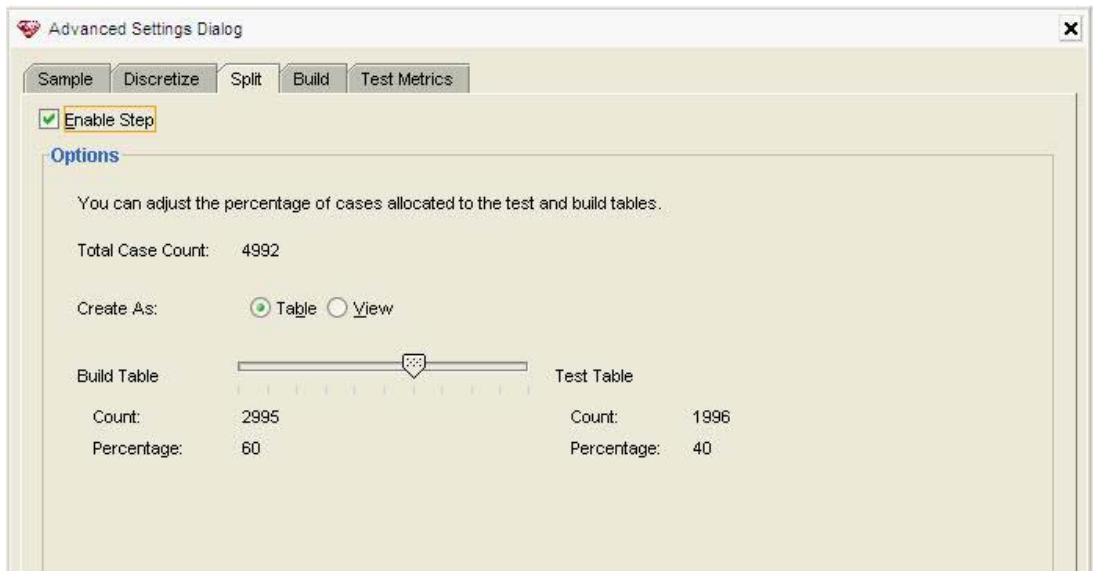 Advanced Settings Dialog
Sample Discretize Split Build Test Metrics
Enable Step
Options
You can adjust the percentage of cases allocated to the test and build tables.
Total Case Count: 4992
Create As: Table View
Build Table Test Table
Count: 2995 Count: 1996
Percentage: 60 Percentage: 40